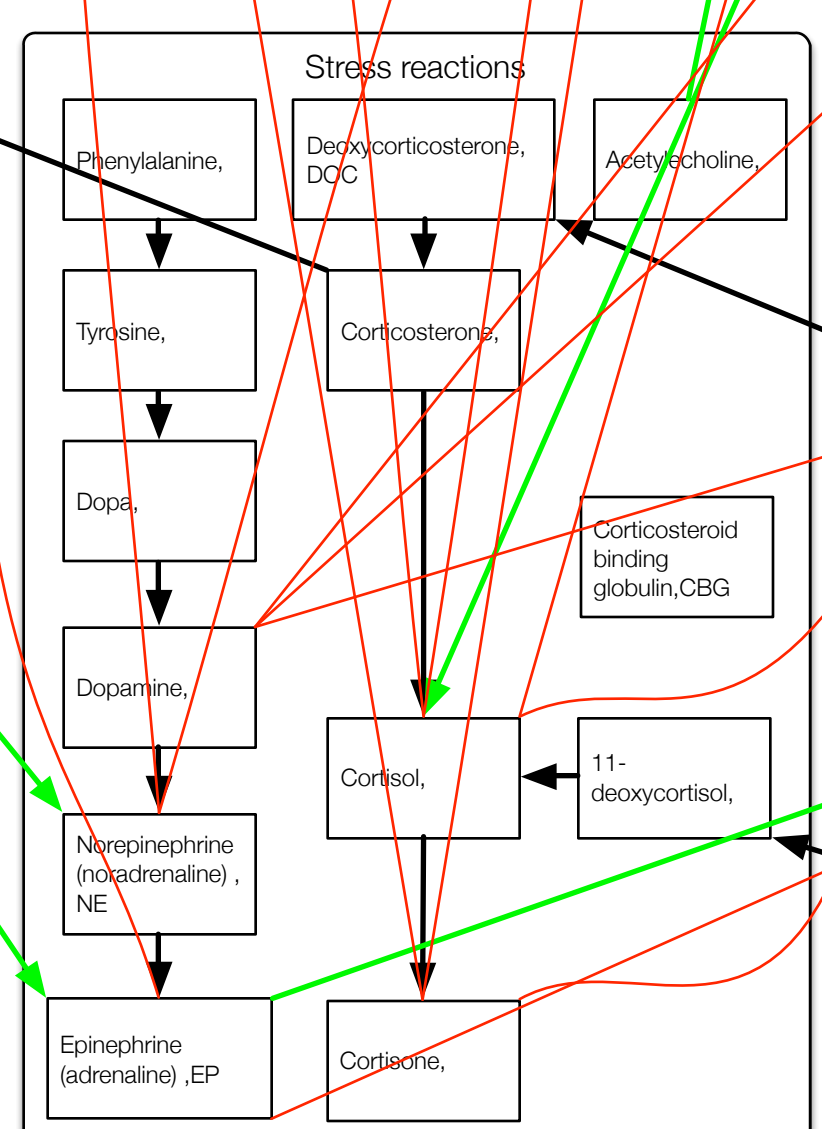 Stress reactions
Phenylalanine,
Deoxycorticosterone,
DOC
Acetylecholine,
Tyrosine,
Corticosterone,
Dopa,
Corticosteroid
binding
globulin,CBG
Dopamine,
Cortisol,
11-
deoxycortisol,
Norepinephrine
(noradrenaline) ,
NE
Epinephrine
(adrenaline) ,EP
Cortisone,